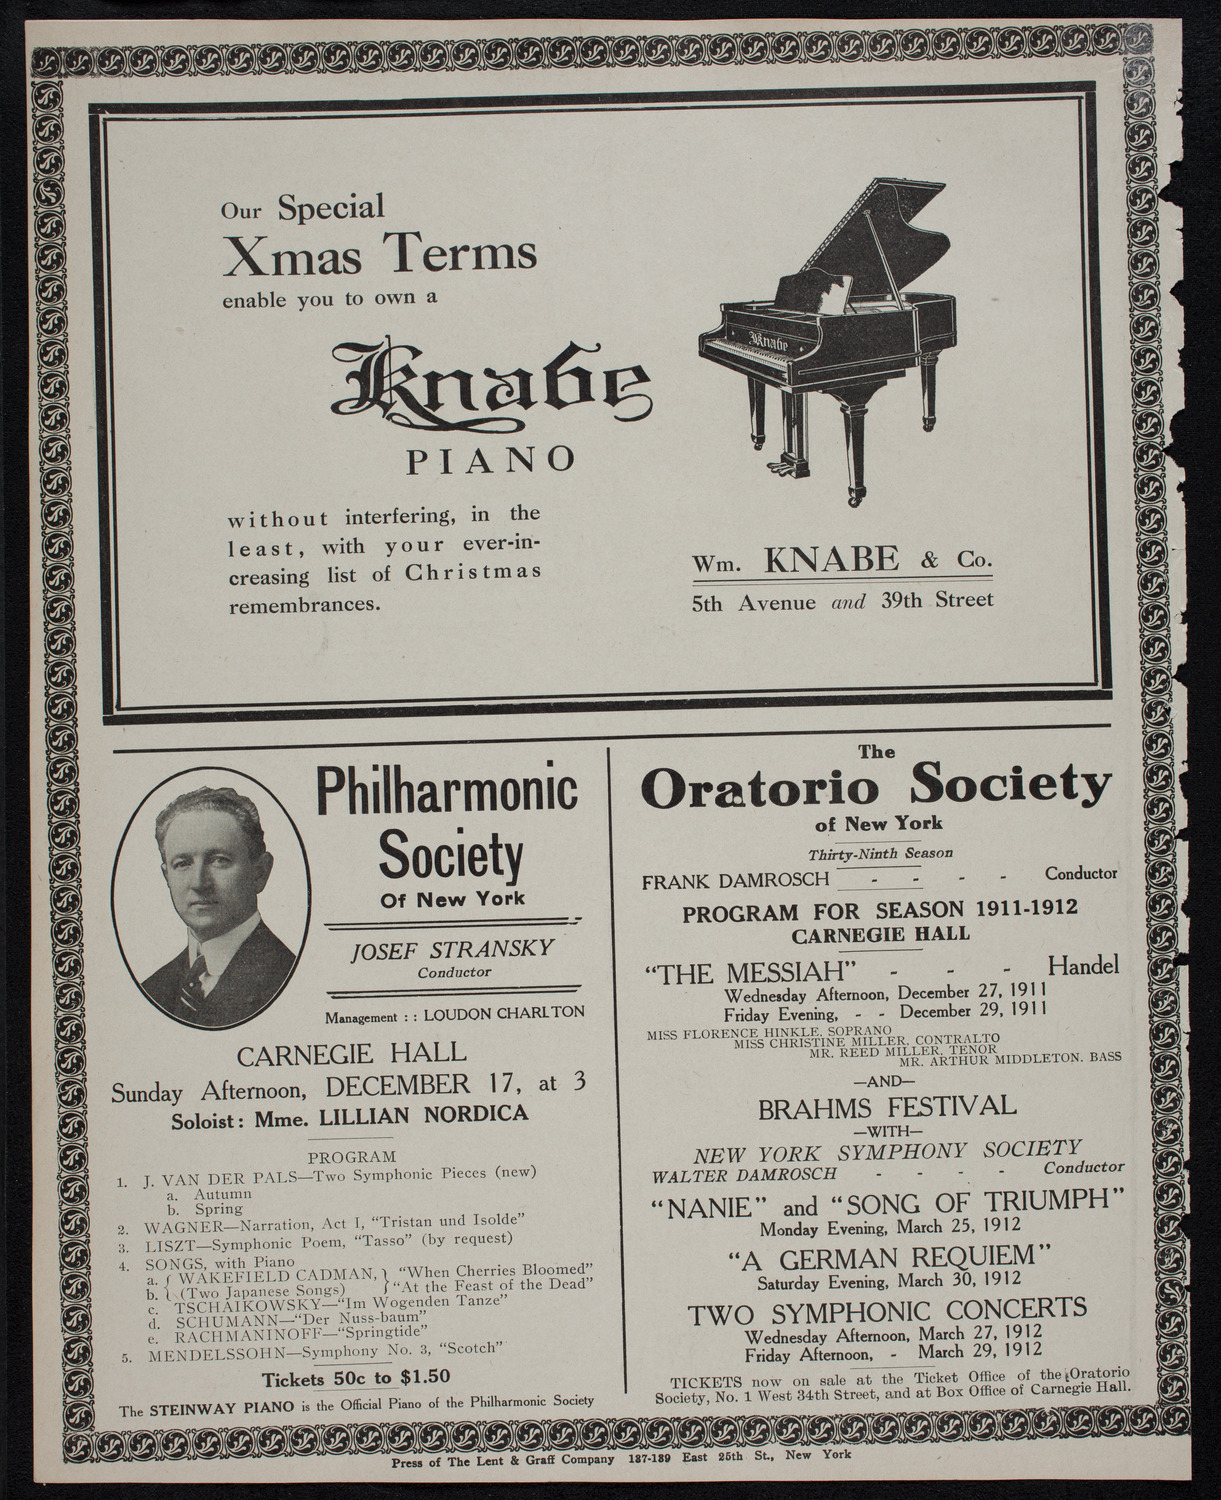 Our Special
Xmas Terms
enable you to own a
Knabe
PIANO
without interfering, in the
least, with your ever-in-
creasing list of Christmas
remembrances.
Knabe
Wm. KNABE & Co.
5th Avenue and 39th Street
Philharmonic
Society
Of New York
JOSEF STRANSKY
Conductor
Management : : LOUDON CHARLTON
CARNEGIE HALL
Sunday Afternoon, DECEMBER 17, at 3
Soloist: Mme. LILLIAN NORDICA
PROGRAM
1. J. VAN DER PALS—Two Symphonic Pieces (new)
a. Autumn
b. Spring
2. WAGNER—Narration, Act I, "Tristan und Isolde"
3. LISZT—Symphonic Poem, "Tasso" (by request)
4. SONGS, with Piano
a. { WAKEFIELD CADMAN, } "When Cherries Bloomed"
b. { (Two Japanese Songs) } "At the Feast of the Dead"
c. TSCHAIKOWSKY—"Im Wogenden Tanze"
d. SCHUMANN—"Der Nuss-baum"
e. RACHMANINOFF—"Springtide"
5. MENDELSSOHN—Symphony No. 3, "Scotch"
Tickets 50c to $1.50
The STEINWAY PIANO is the Official Piano of the Philharmonic Society
The
Oratorio Society
of New York
Thirty-Ninth Season
FRANK DAMROSCH - - - - Conductor
PROGRAM FOR SEASON 1911-1912
CARNEGIE HALL
"THE MESSIAH" - - - Handel
Wednesday Afternoon, December 27, 1911
Friday Evening, - - December 29, 1911
MISS FLORENCE HINKLE, SOPRANO
MISS CHRISTINE MILLER, CONTRALTO
MR. REED MILLER, TENOR
MR. ARTHUR MIDDLETON, BASS
—AND—
BRAHMS FESTIVAL
—WITH—
NEW YORK SYMPHONY SOCIETY
WALTER DAMROSCH - - - - Conductor
"NANIE" and "SONG OF TRIUMPH"
Monday Evening, March 25, 1912
"A GERMAN REQUIEM"
Saturday Evening, March 30, 1912
TWO SYMPHONIC CONCERTS
Wednesday Afternoon, March 27, 1912
Friday Afternoon, - March 29, 1912
TICKETS now on sale at the Ticket Office of the Oratorio
Society, No. 1 West 34th Street, and at Box Office of Carnegie Hall.
Press of The Lent & Graff Company 137-139 East 25th St., New York